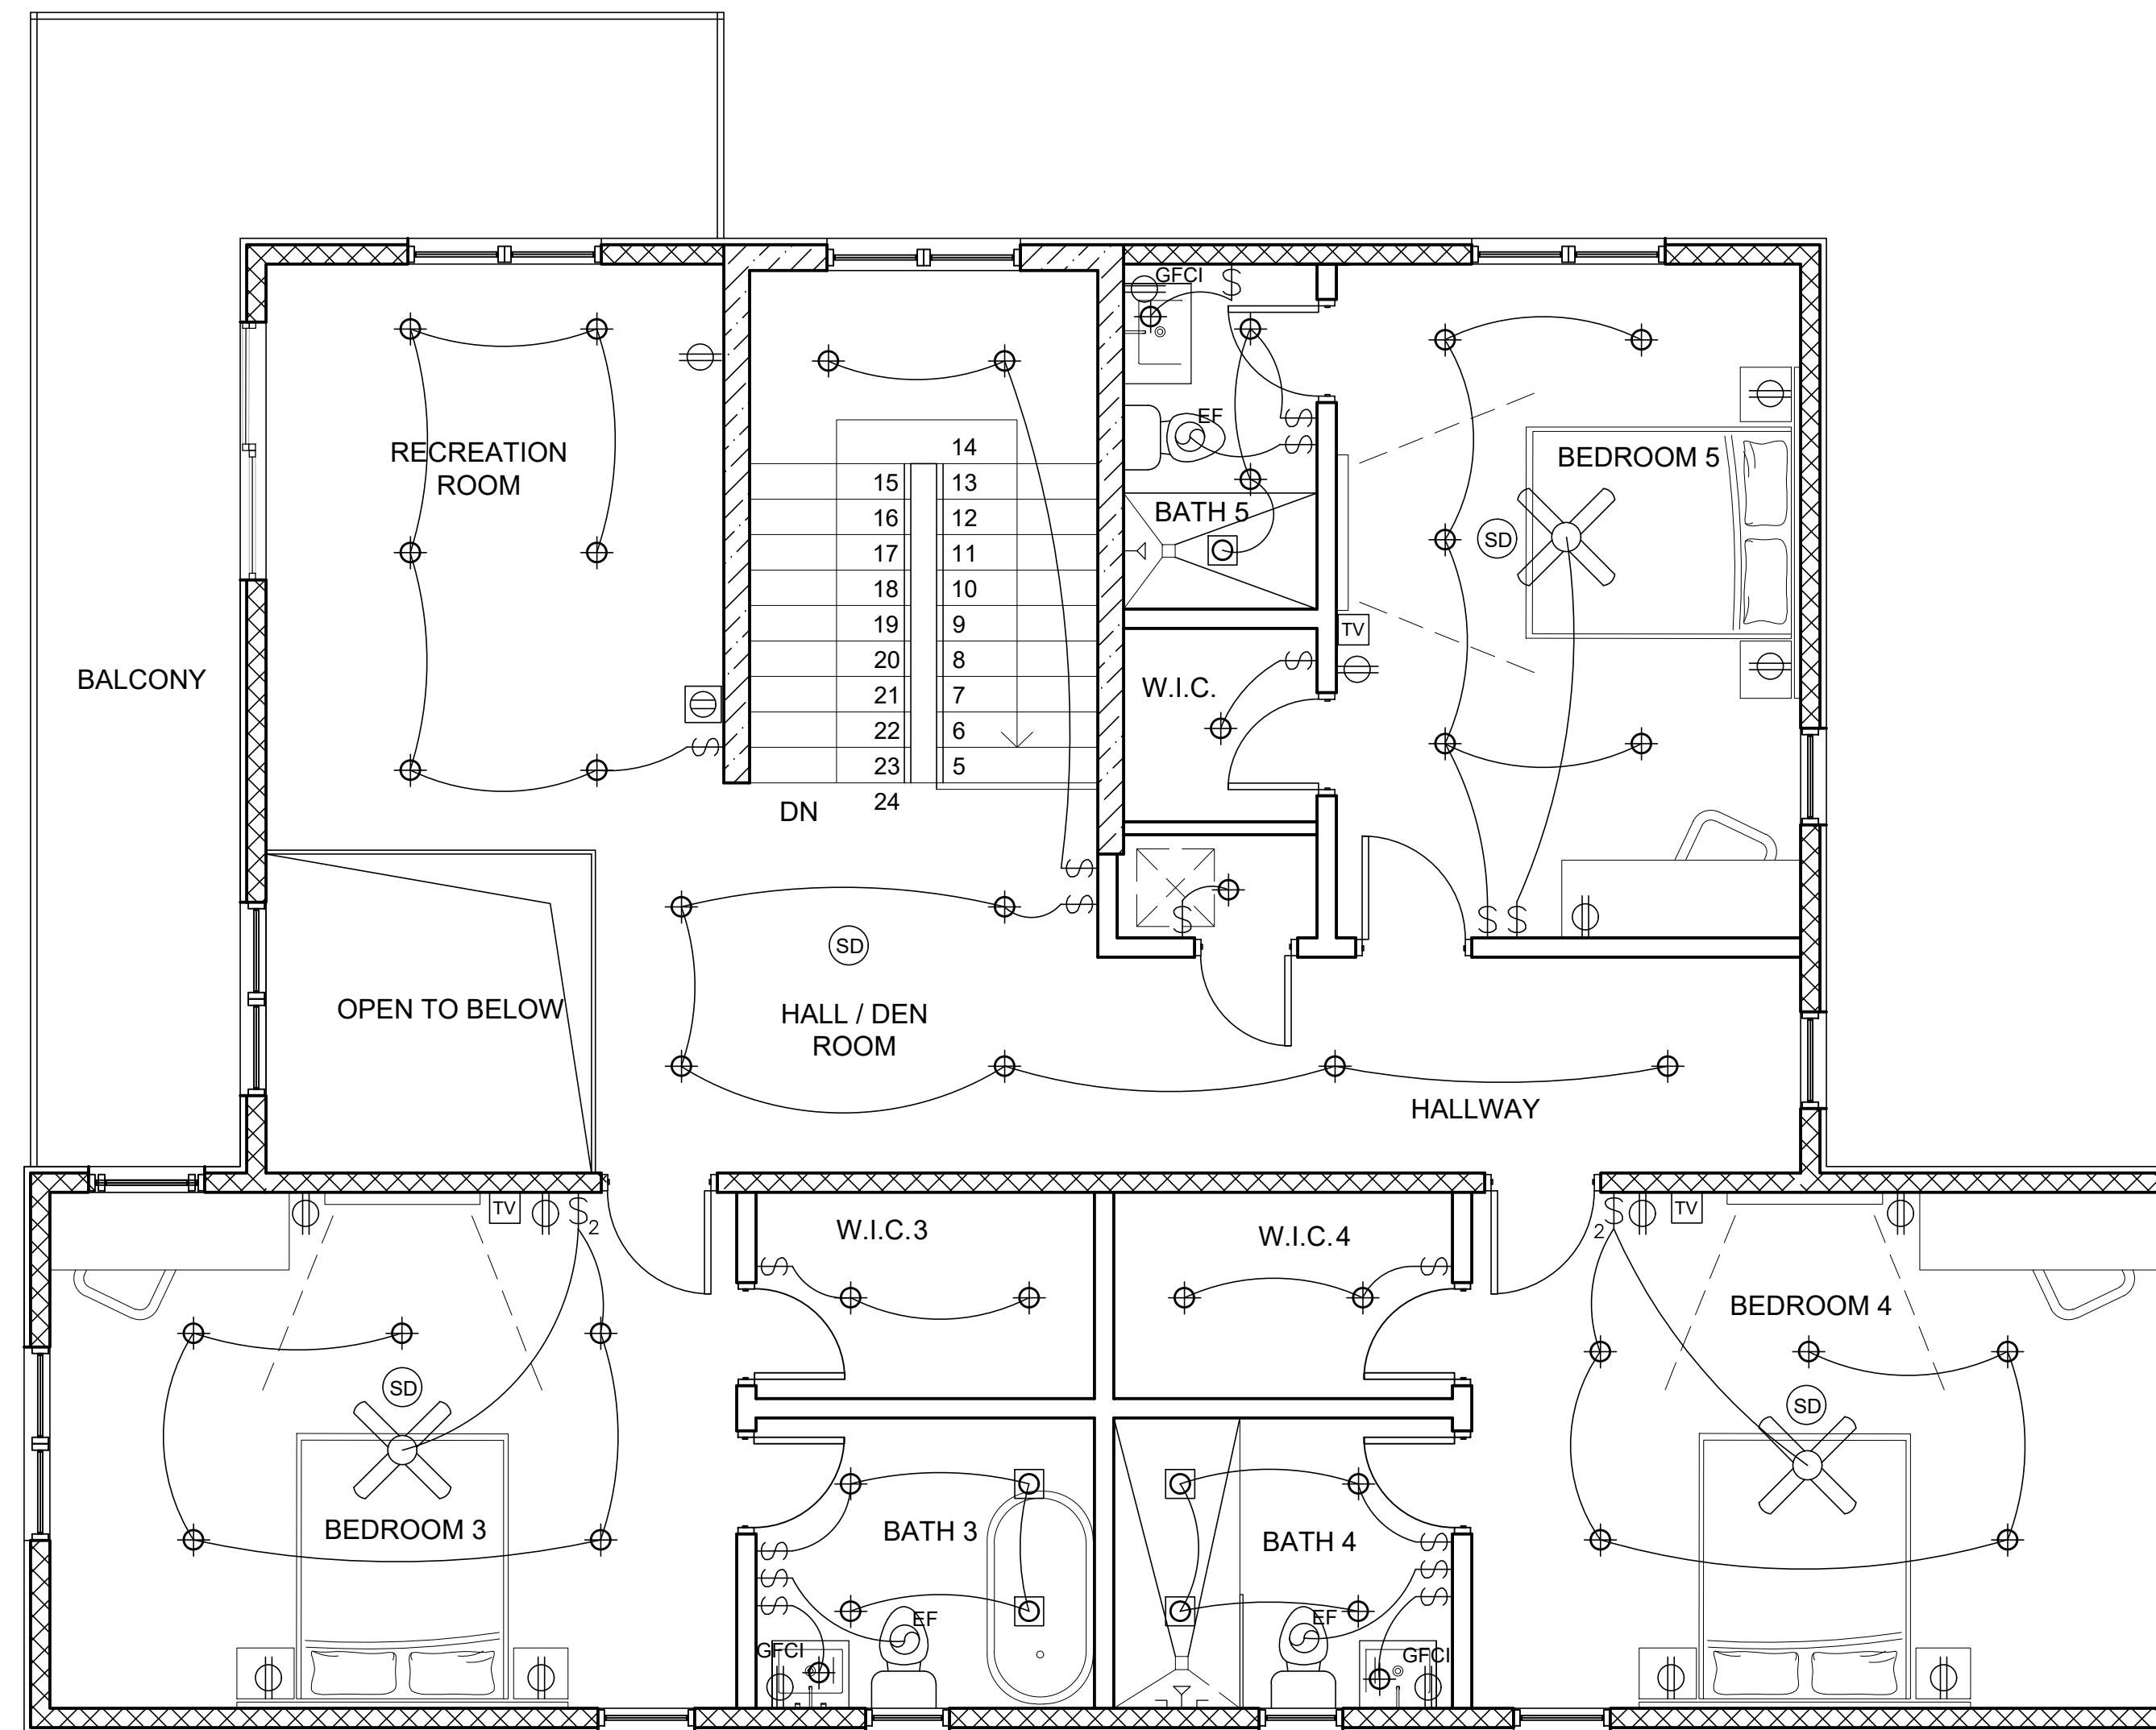 GFCI
RECREATION
ROOM
EF
BEDROOM 5
14
15 13
16 12
BATH 5
17 11
SD
18 10
19 9
TV
20 8
BALCONY
21 7
W.I.C.
22 6
23 5
DN
24
SD
OPEN TO BELOW
HALL / DEN
ROOM
HALLWAY
TV
S2
W.I.C.3
W.I.C.4
S2
TV
BEDROOM 4
SD
SD
BEDROOM 3
BATH 3
BATH 4
EF
EF
GFCI
GFCI